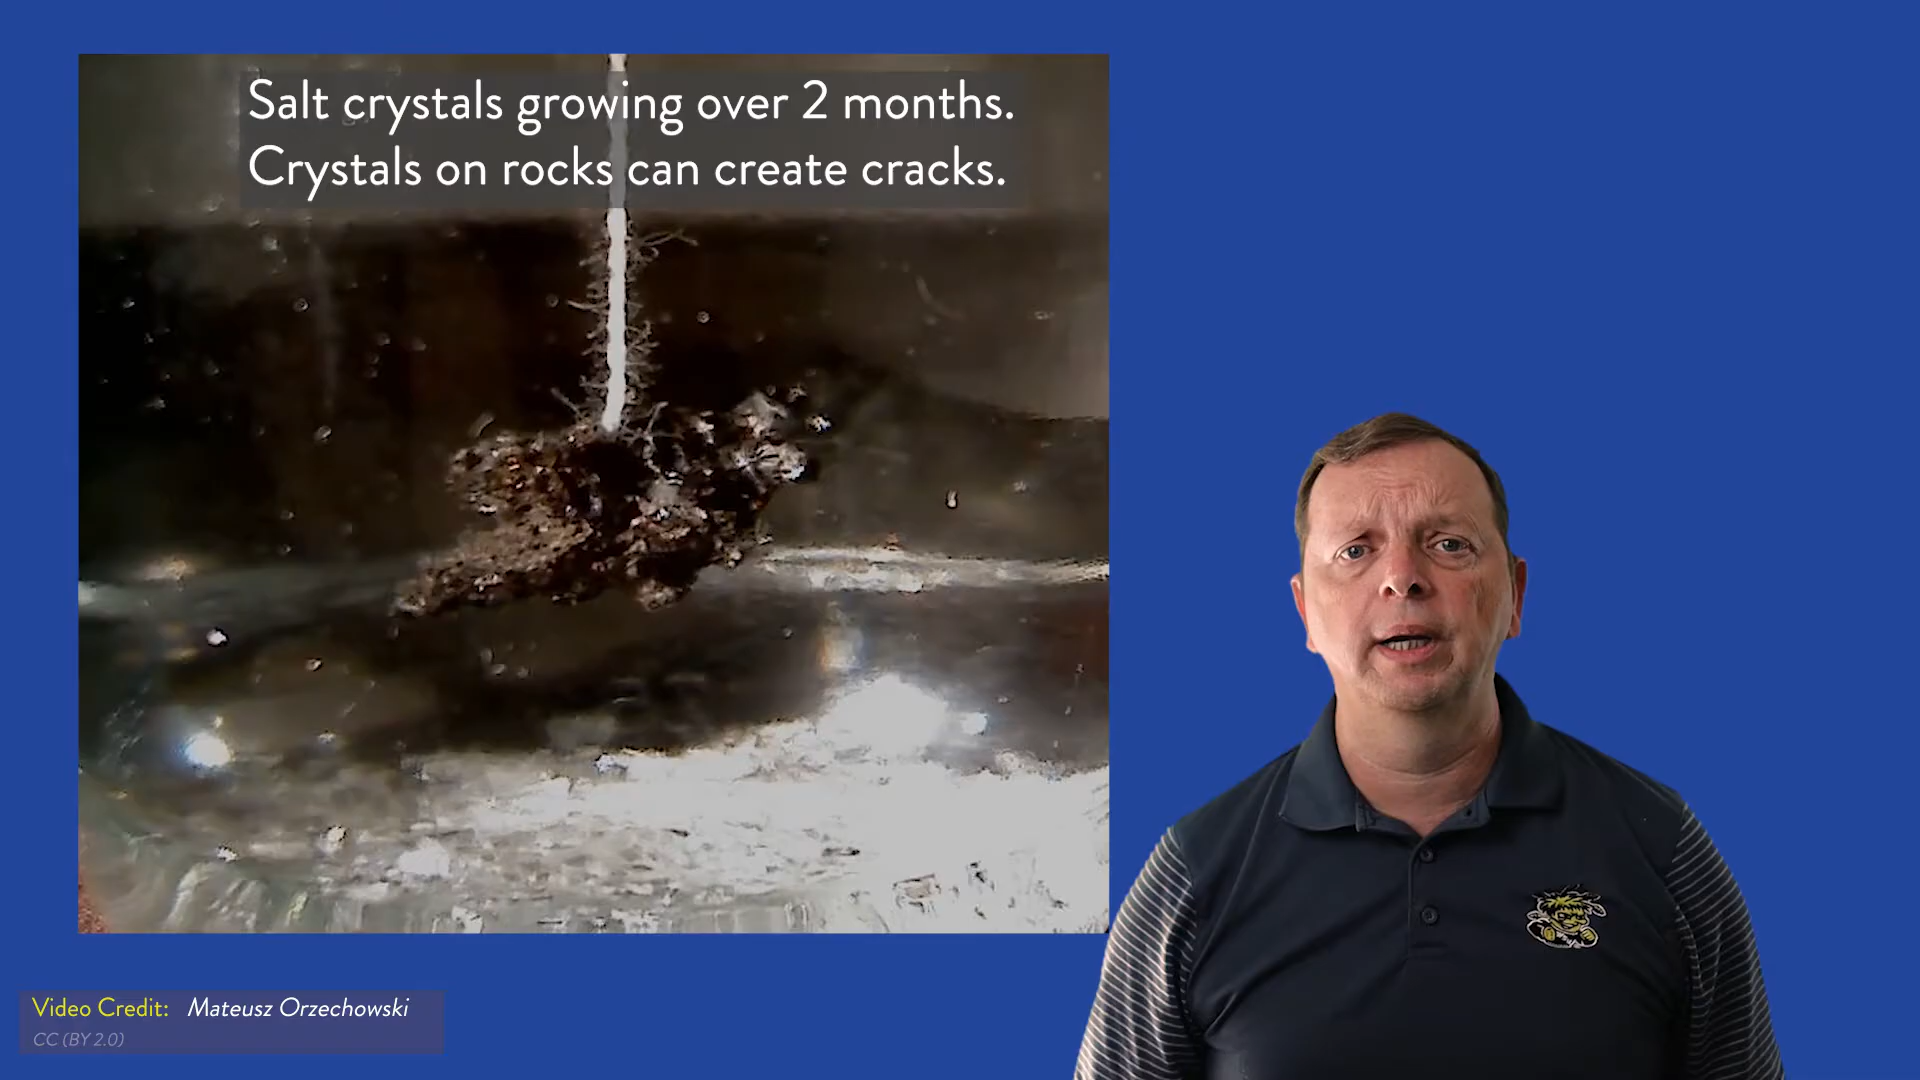 Salt crystals growing over 2 months.
Crystals on rocks can create cracks.
Video Credit: Mateusz Orzechowski
CC (BY 2.0)